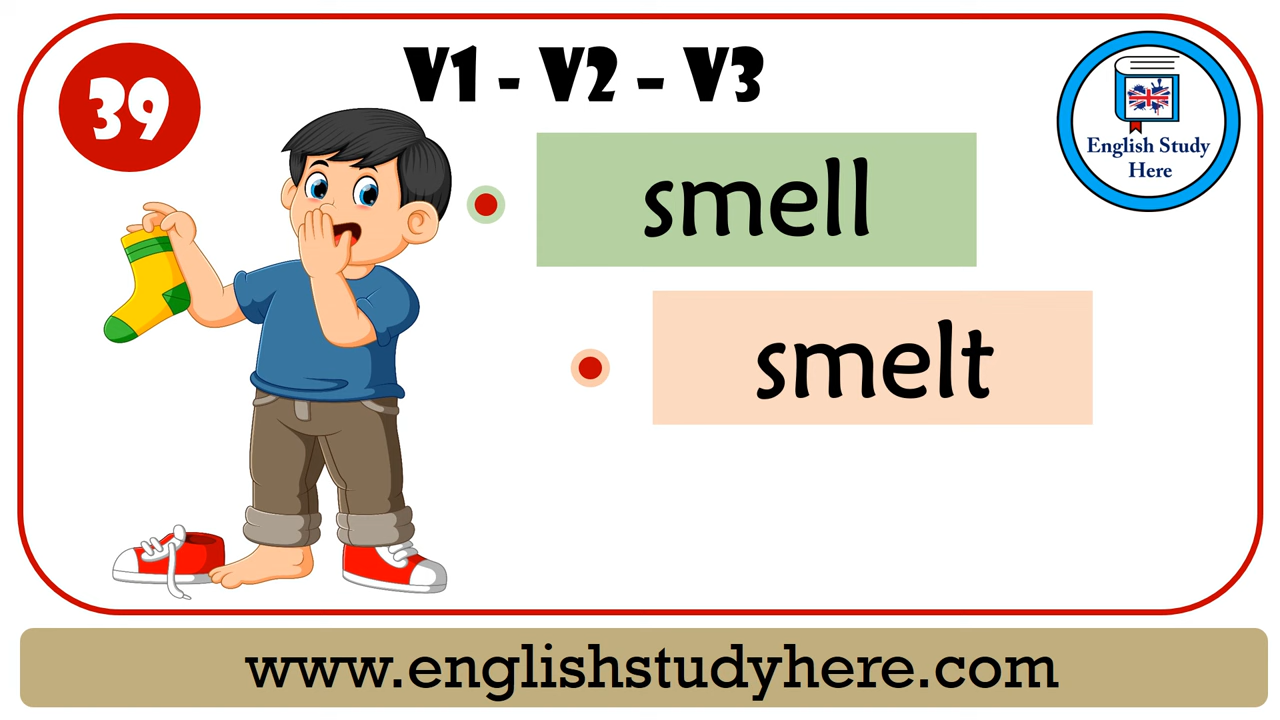 39
V1 - V2 – V3
English Study
Here
smell
smelt
www.englishstudyhere.com